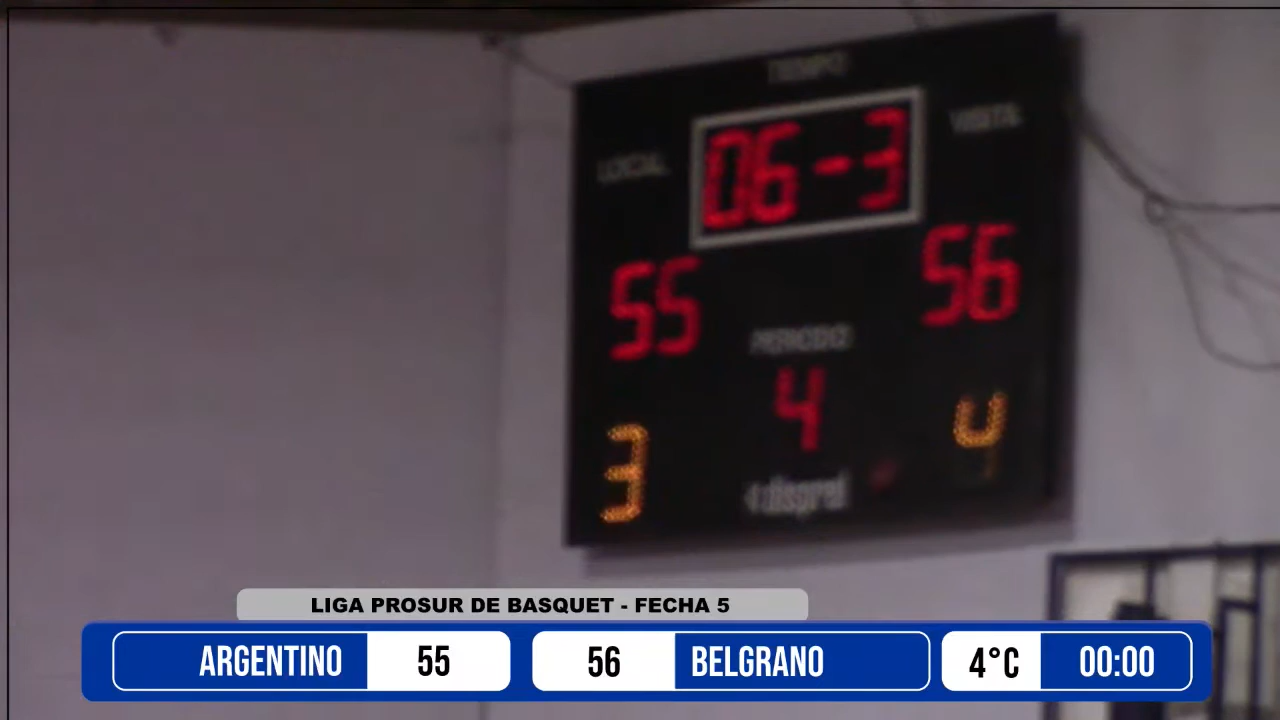 TIEMPO
LOCAL
VISITA
06-3
55
56
PERIODO
4
3
4
LIGA PROSUR DE BASQUET - FECHA 5
ARGENTINO 55
56 BELGRANO
4°C 00:00